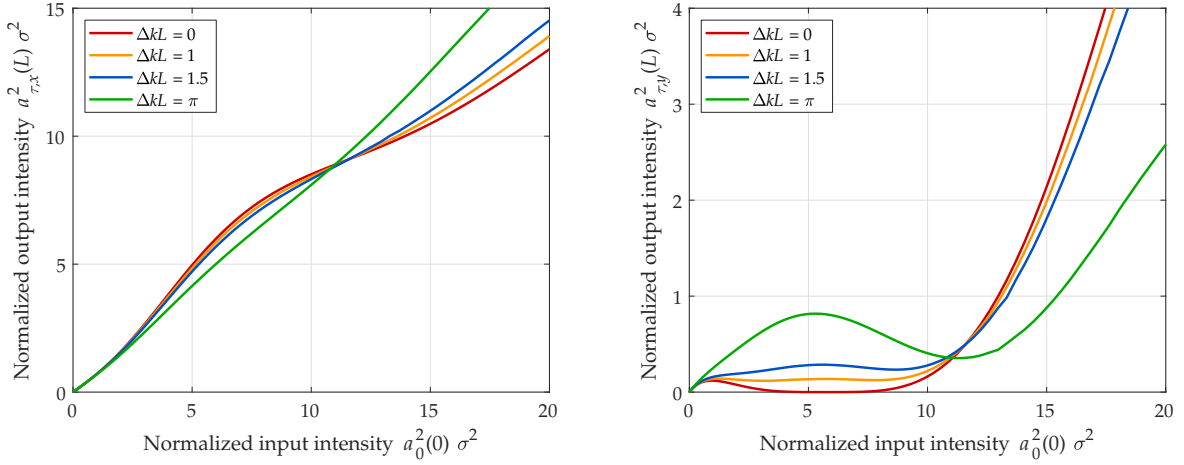 Normalized output intensity a²_{τ,x}(L) σ²
15
10
5
0
ΔkL = 0
ΔkL = 1
ΔkL = 1.5
ΔkL = π
0 5 10 15 20
Normalized input intensity a²₀(0) σ²
Normalized output intensity a²_{τ,y}(L) σ²
4
3
2
1
0
ΔkL = 0
ΔkL = 1
ΔkL = 1.5
ΔkL = π
0 5 10 15 20
Normalized input intensity a²₀(0) σ²